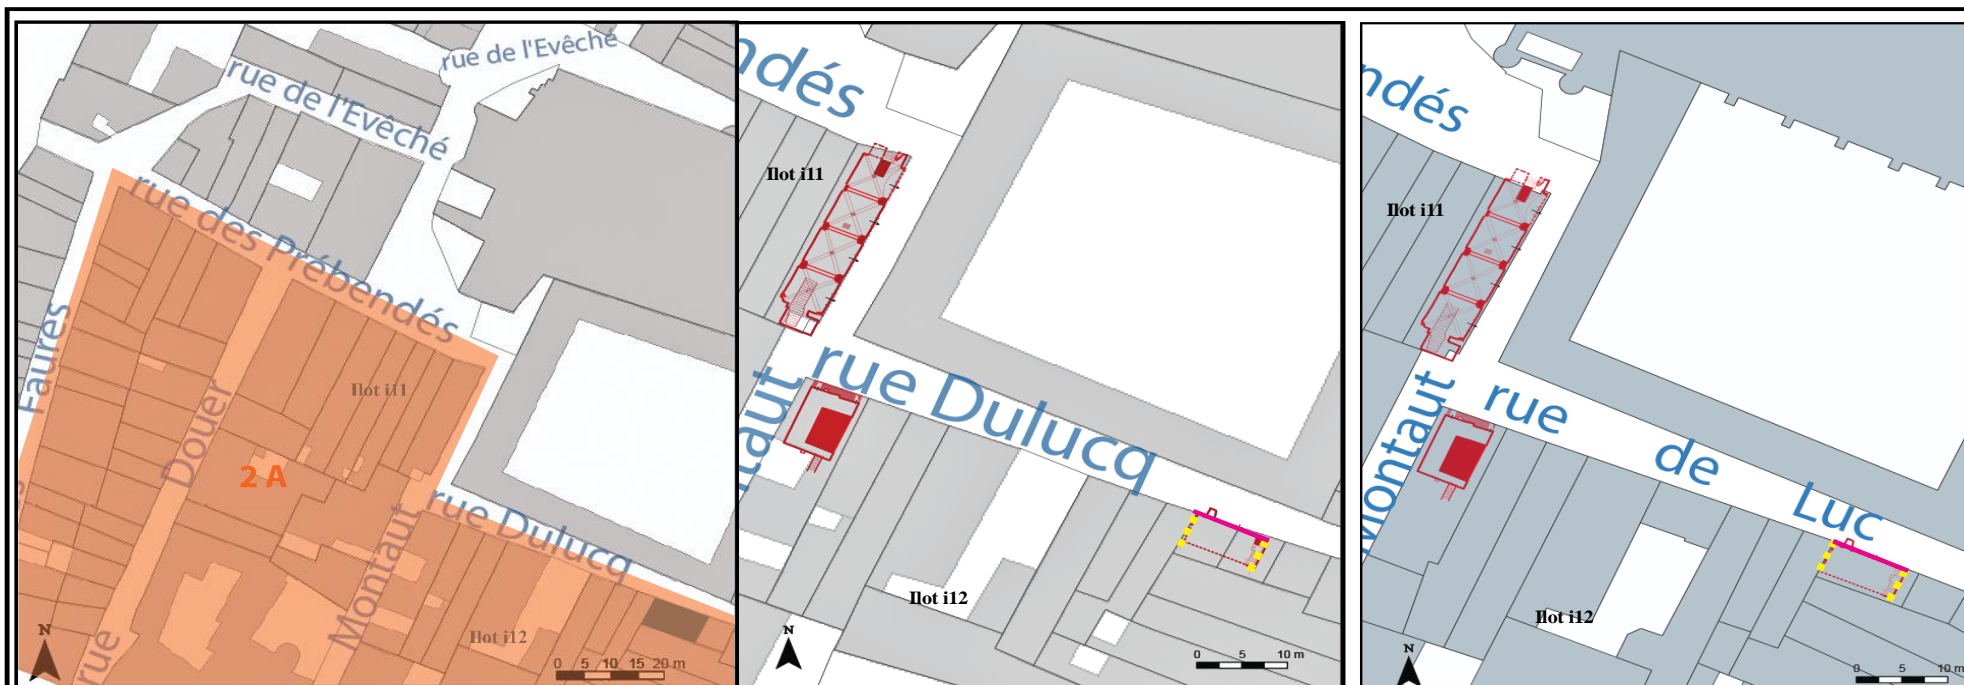 rue de l'Evêché
rue de l'Evêché
rue des Prébendés
Faures
Douer
Ilot i11
2 A
rue Dulucq
Montaut
Ilot i12
rue
N
0 5 10 15 20 m
ndés
Ilot i11
rue Dulucq
taut
Ilot i12
N
0 5 10 m
ndés
Ilot i11
Montaut
rue de Luc
Ilot i12
N
0 5 10 m